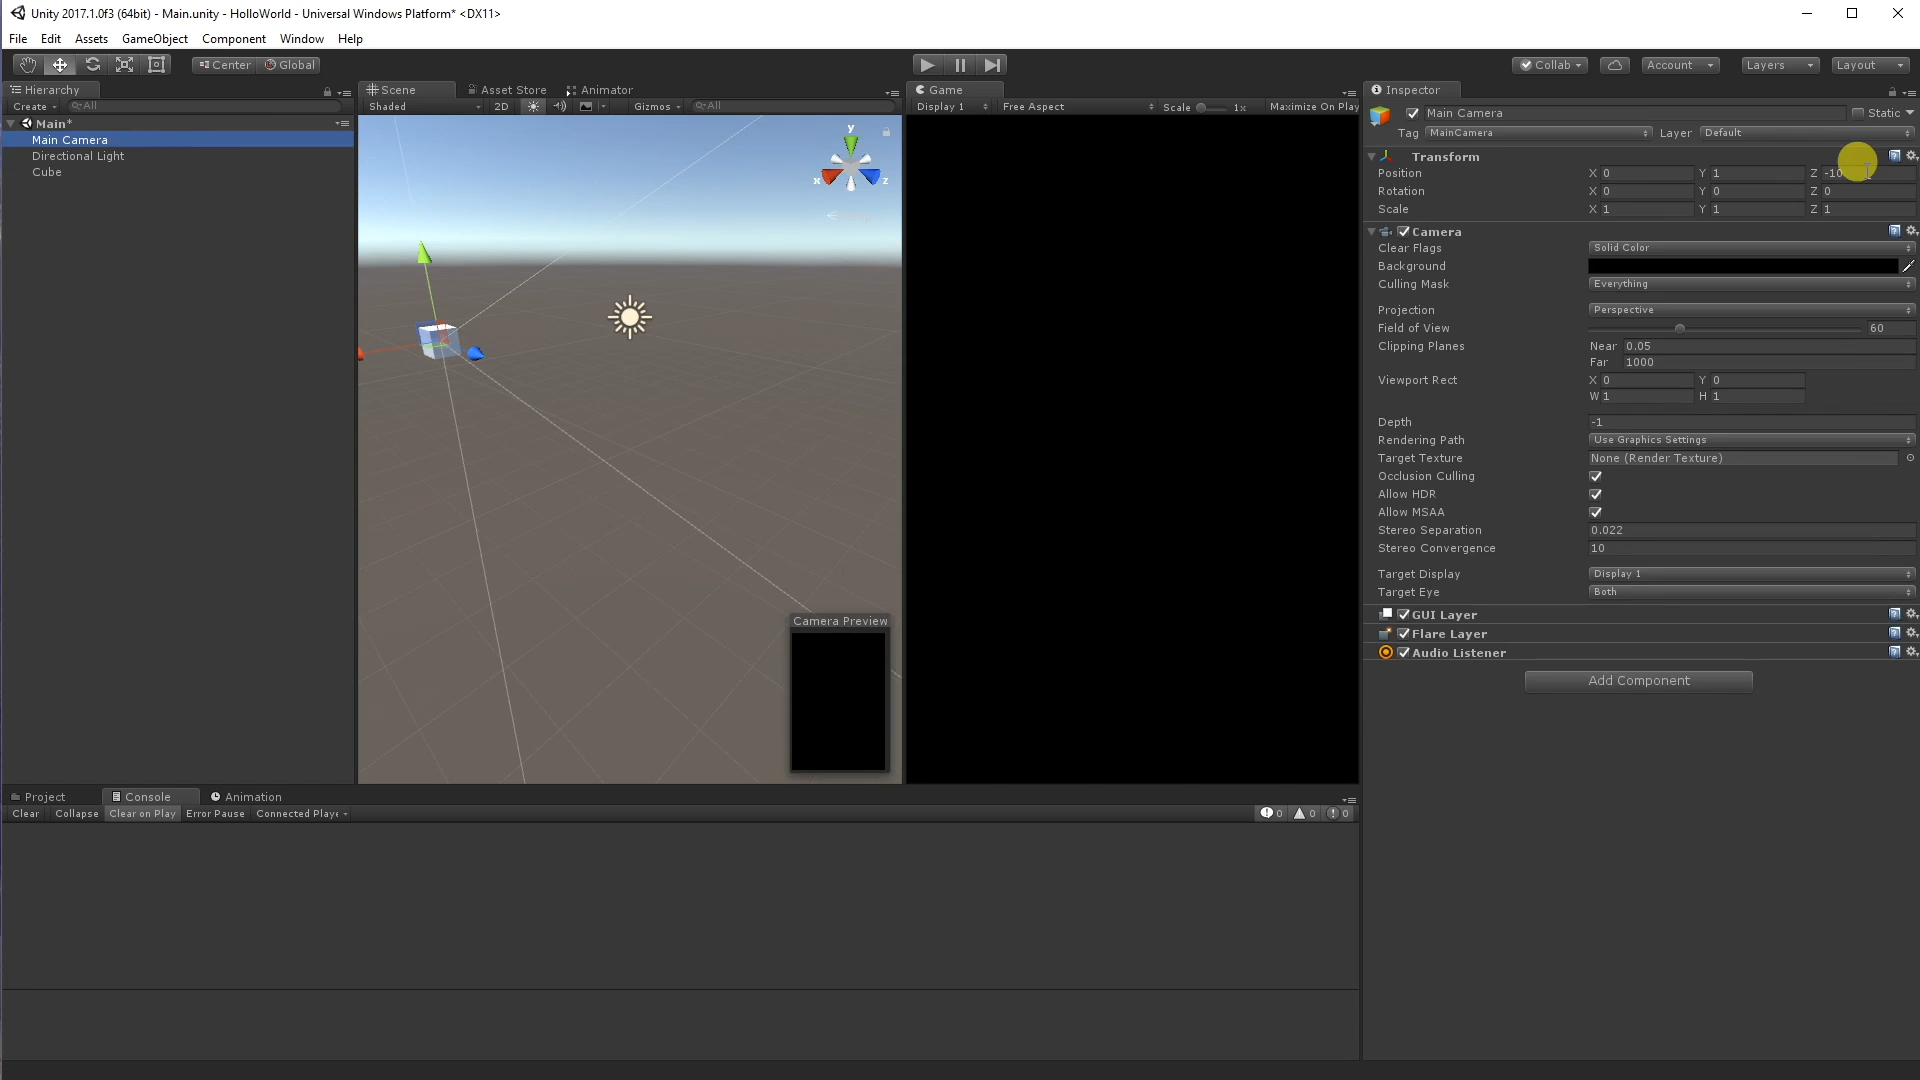 Unity 2017.1.0f3 (64bit) - Main.unity - HolloWorld - Universal Windows Platform* <DX11>
File Edit Assets GameObject Component Window Help
Center Global Collab Account Layers Layout
Hierarchy Scene Asset Store Animator Game Inspector
Create All Shaded 2D Gizmos All Display 1 Free Aspect Scale 1x Maximize On Play
Main*
Main Camera
Directional Light
Cube
y
x
z
Camera Preview
Main Camera Static
Tag MainCamera Layer Default
Transform
Position X 0 Y 1 Z -10
Rotation X 0 Y 0 Z 0
Scale X 1 Y 1 Z 1
Camera
Clear Flags Solid Color
Background
Culling Mask Everything
Projection Perspective
Field of View 60
Clipping Planes Near 0.05
Far 1000
Viewport Rect X 0 Y 0
W 1 H 1
Depth -1
Rendering Path Use Graphics Settings
Target Texture None (Render Texture)
Occlusion Culling
Allow HDR
Allow MSAA
Stereo Separation 0.022
Stereo Convergence 10
Target Display Display 1
Target Eye Both
GUI Layer
Flare Layer
Audio Listener
Add Component
Project Console Animation
Clear Collapse Clear on Play Error Pause Connected Playe 0 0 0